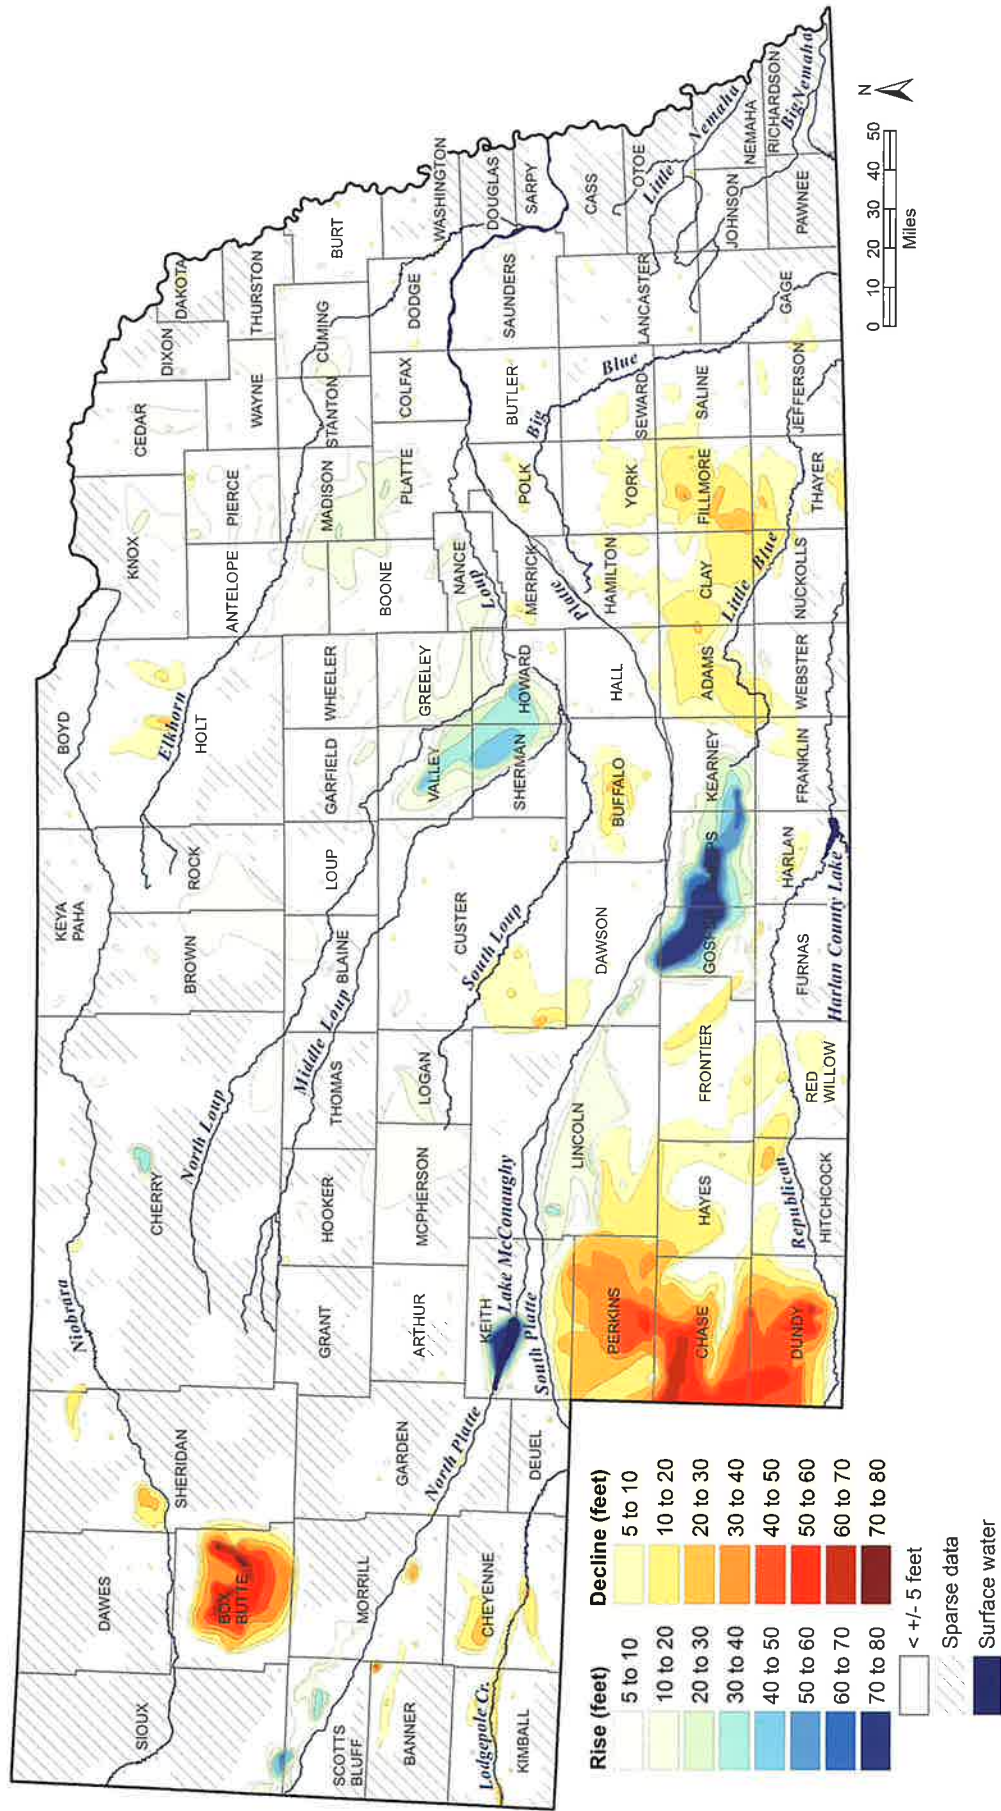 SIOUX
DAWES
SHERIDAN
BOX
BUTTE
SCOTTS
BLUFF
MORRILL
BANNER
KIMBALL
CHEYENNE
GARDEN
DEUEL
Lodgepole Cr.
North Platte
South Platte
Niobrara
CHERRY
GRANT
HOOKER
THOMAS
ARTHUR
MCPHERSON
LOGAN
KEITH
Lake McConaughy
LINCOLN
PERKINS
CHASE
DUNDY
HAYES
HITCHCOCK
Republican
FRONTIER
RED
WILLOW
North Loup
Middle Loup
South Loup
KEYA
PAHA
BROWN
ROCK
BLAINE
LOUP
CUSTER
DAWSON
FURNAS
HARLAN
Harlan County Lake
BOYD
HOLT
Elkhorn
GARFIELD
WHEELER
VALLEY
GREELEY
SHERMAN
HOWARD
BUFFALO
HALL
KEARNEY
ADAMS
FRANKLIN
WEBSTER
KNOX
ANTELOPE
PIERCE
BOONE
MADISON
NANCE
Loup
PLATTE
MERRICK
Platte
POLK
HAMILTON
YORK
CLAY
FILLMORE
NUCKOLLS
THAYER
Little Blue
CEDAR
DIXON
DAKOTA
WAYNE
THURSTON
STANTON
CUMING
BURT
COLFAX
DODGE
WASHINGTON
BUTLER
SAUNDERS
DOUGLAS
SARPY
Big
Blue
SEWARD
LANCASTER
CASS
OTOE
SALINE
JEFFERSON
GAGE
JOHNSON
NEMAHA
PAWNEE
RICHARDSON
Little
Nemaha
Big Nemaha
N
0 10 20 30 40 50
Miles
Rise (feet)
5 to 10
10 to 20
20 to 30
30 to 40
40 to 50
50 to 60
60 to 70
70 to 80
Decline (feet)
5 to 10
10 to 20
20 to 30
30 to 40
40 to 50
50 to 60
60 to 70
70 to 80
< +/- 5 feet
Sparse data
Surface water